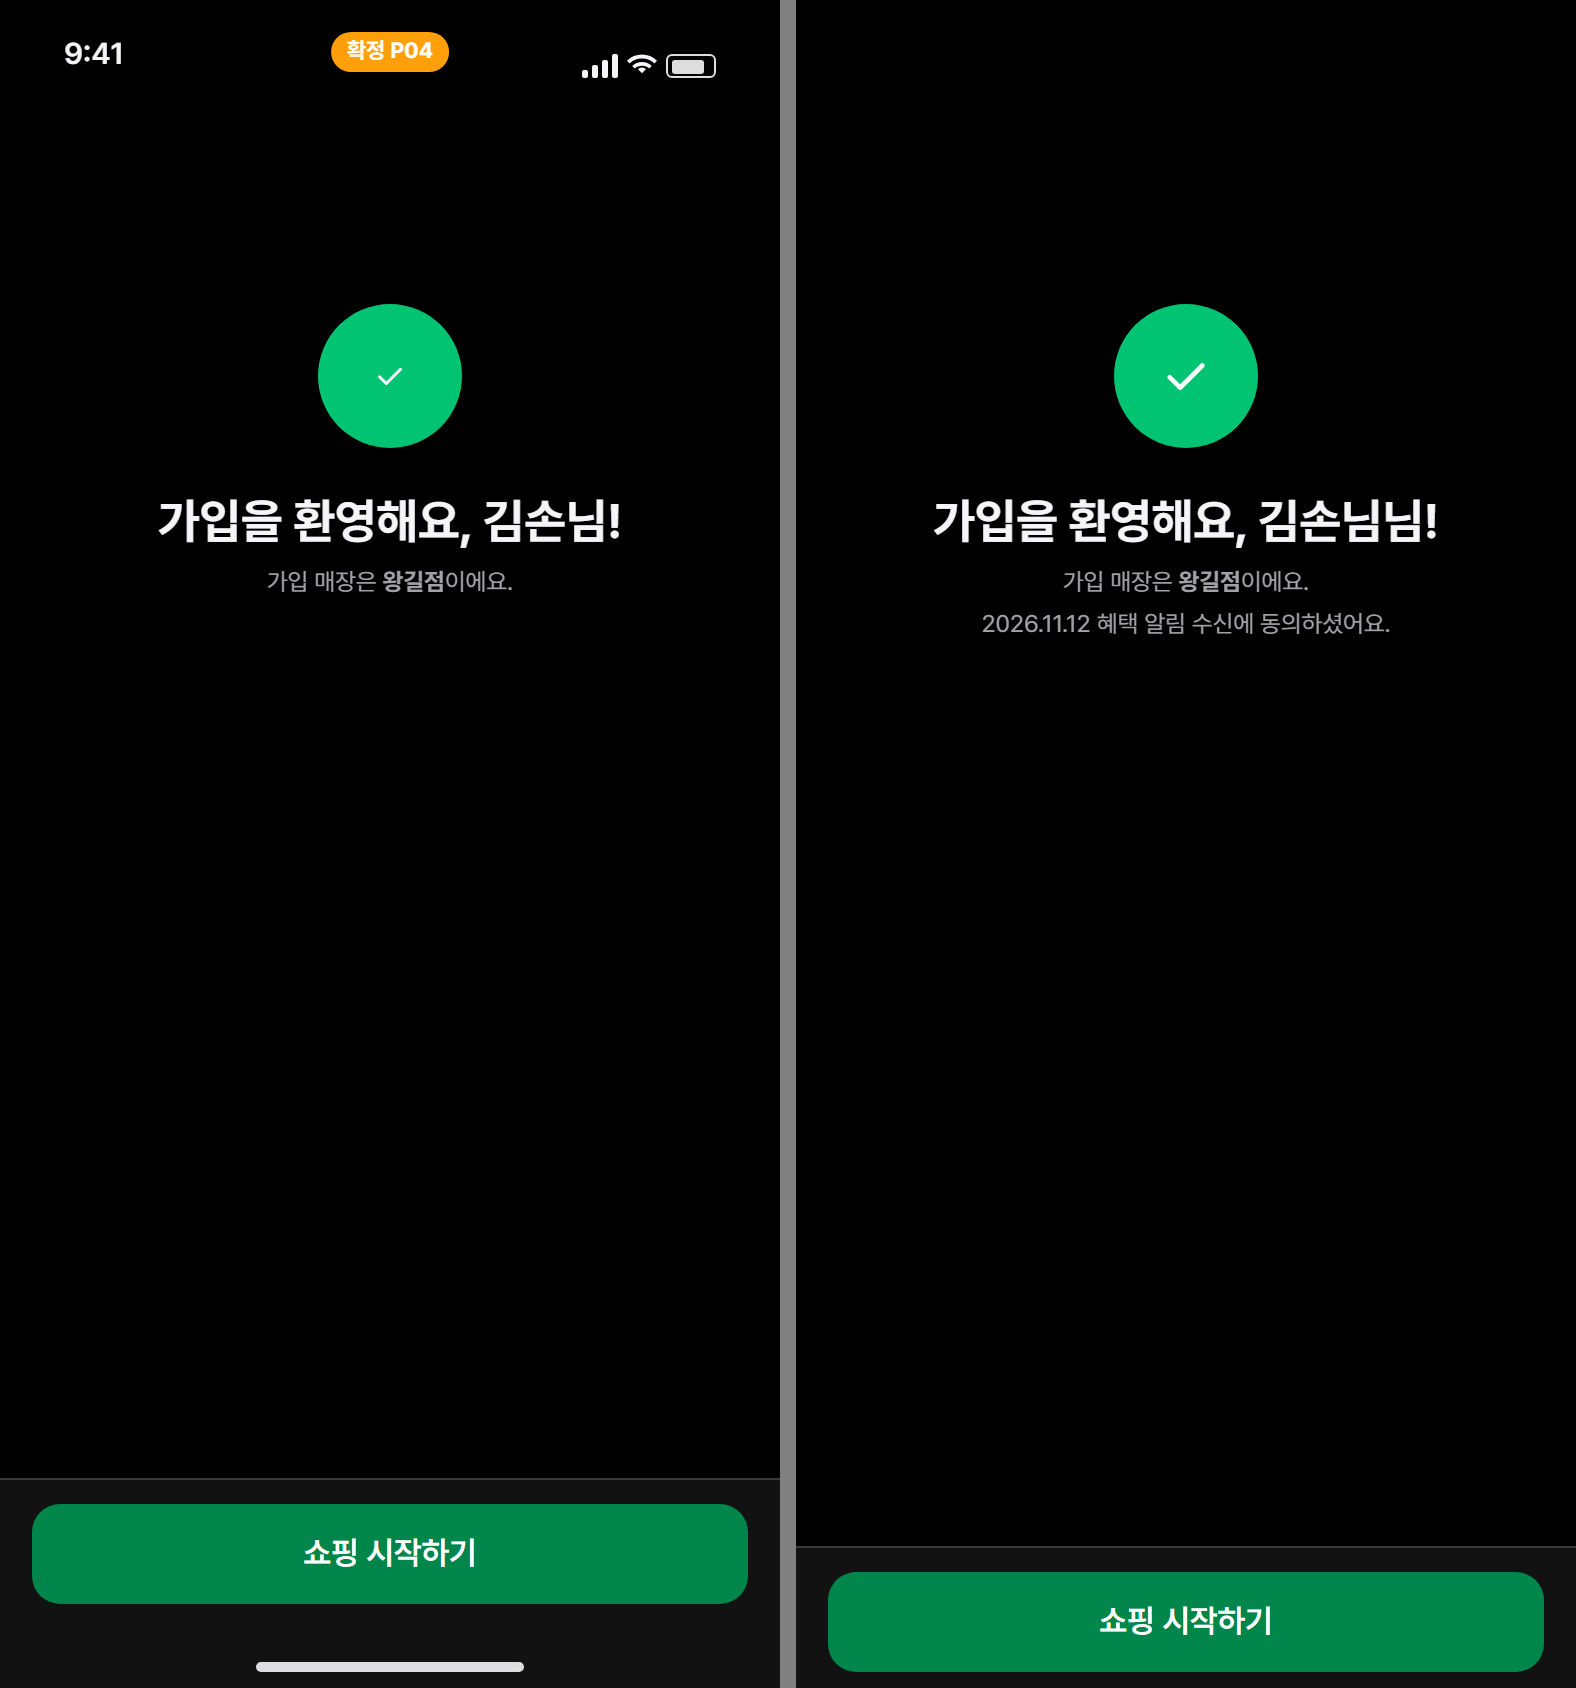 9:41
확정 P04
가입을 환영해요, 김손님!
가입 매장은 왕길점이에요.
쇼핑 시작하기
가입을 환영해요, 김손님님!
가입 매장은 왕길점이에요.
2026.11.12 혜택 알림 수신에 동의하셨어요.
쇼핑 시작하기